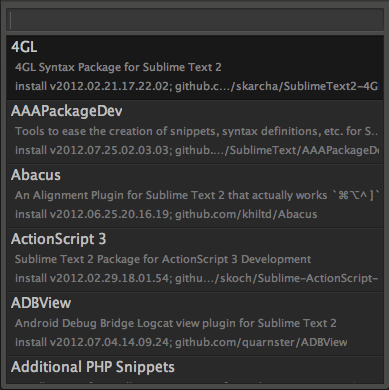 4GL
4GL Syntax Package for Sublime Text 2
install v2012.02.21.17.22.02; github.c.../skarcha/SublimeText2-4G
AAAPackageDev
Tools to ease the creation of snippets, syntax definitions, etc. for S...
install v2012.07.25.02.03.03; github..../SublimeText/AAAPackageDe
Abacus
An Alignment Plugin for Sublime Text 2 that actually works `⌘⌥^]`
install v2012.06.25.20.16.19; github.com/khiltd/Abacus
ActionScript 3
Sublime Text 2 Package for ActionScript 3 Development
install v2012.02.29.18.01.54; githu.../skoch/Sublime-ActionScript-
ADBView
Android Debug Bridge Logcat view plugin for Sublime Text 2
install v2012.07.04.14.09.24; github.com/quarnster/ADBView
Additional PHP Snippets